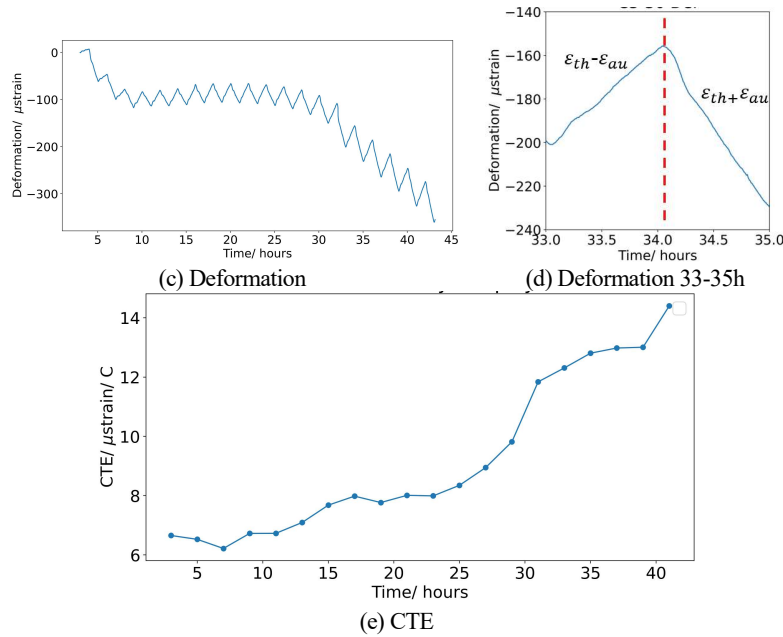 0
−100
−200
−300
Deformation/ μstrain
5 10 15 20 25 30 35 40 45
Time/ hours
(c) Deformation
−140
−160
−180
−200
−220
−240
Deformation/ μstrain
ε_th-ε_au
ε_th+ε_au
33.0 33.5 34.0 34.5 35.0
Time/ hours
(d) Deformation 33-35h
14
12
10
8
6
CTE/ μstrain/ C
5 10 15 20 25 30 35 40
Time/ hours
(e) CTE